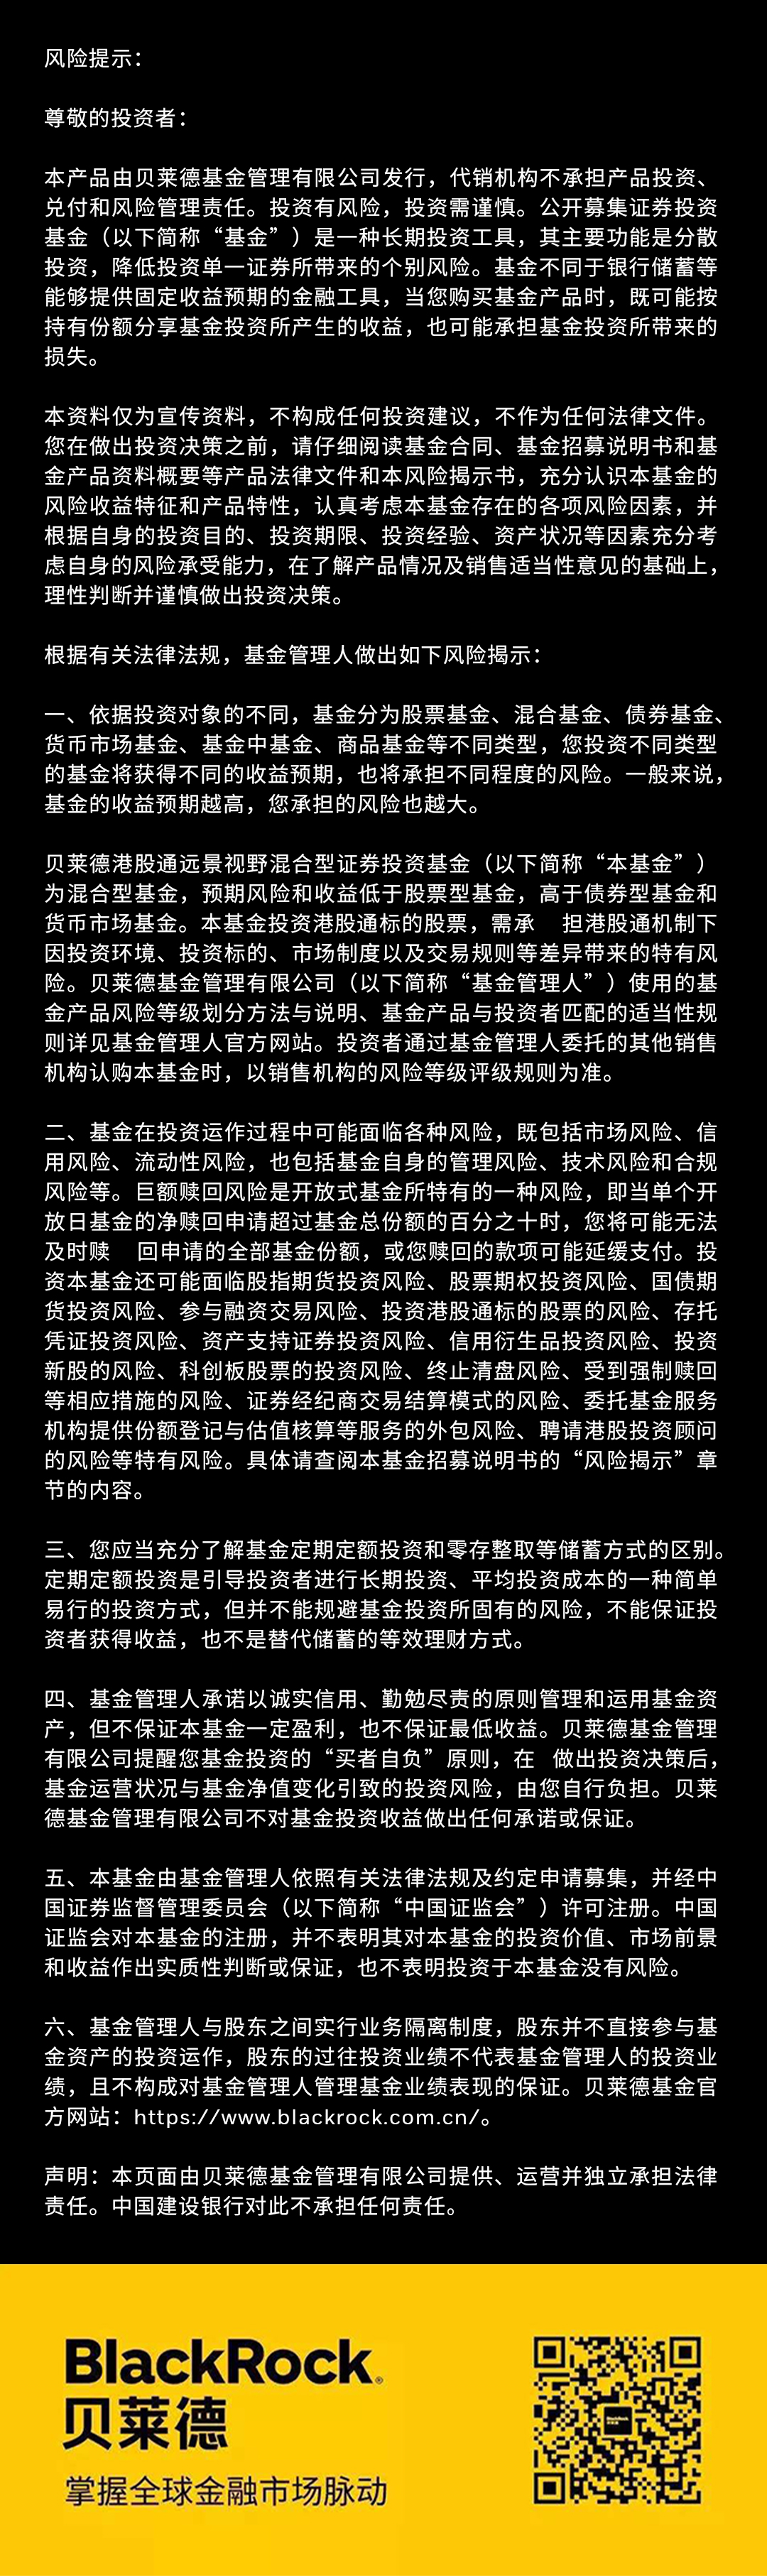 风险提示：
尊敬的投资者：
本产品由贝莱德基金管理有限公司发行，代销机构不承担产品投资、
兑付和风险管理责任。投资有风险，投资需谨慎。公开募集证券投资
基金（以下简称“基金”）是一种长期投资工具，其主要功能是分散
投资，降低投资单一证券所带来的个别风险。基金不同于银行储蓄等
能够提供固定收益预期的金融工具，当您购买基金产品时，既可能按
持有份额分享基金投资所产生的收益，也可能承担基金投资所带来的
损失。
本资料仅为宣传资料，不构成任何投资建议，不作为任何法律文件。
您在做出投资决策之前，请仔细阅读基金合同、基金招募说明书和基
金产品资料概要等产品法律文件和本风险揭示书，充分认识本基金的
风险收益特征和产品特性，认真考虑本基金存在的各项风险因素，并
根据自身的投资目的、投资期限、投资经验、资产状况等因素充分考
虑自身的风险承受能力，在了解产品情况及销售适当性意见的基础上，
理性判断并谨慎做出投资决策。
根据有关法律法规，基金管理人做出如下风险揭示：
一、依据投资对象的不同，基金分为股票基金、混合基金、债券基金、
货币市场基金、基金中基金、商品基金等不同类型，您投资不同类型
的基金将获得不同的收益预期，也将承担不同程度的风险。一般来说，
基金的收益预期越高，您承担的风险也越大。
贝莱德港股通远景视野混合型证券投资基金（以下简称“本基金”）
为混合型基金，预期风险和收益低于股票型基金，高于债券型基金和
货币市场基金。本基金投资港股通标的股票，需承 担港股通机制下
因投资环境、投资标的、市场制度以及交易规则等差异带来的特有风
险。贝莱德基金管理有限公司（以下简称“基金管理人”）使用的基
金产品风险等级划分方法与说明、基金产品与投资者匹配的适当性规
则详见基金管理人官方网站。投资者通过基金管理人委托的其他销售
机构认购本基金时，以销售机构的风险等级评级规则为准。
二、基金在投资运作过程中可能面临各种风险，既包括市场风险、信
用风险、流动性风险，也包括基金自身的管理风险、技术风险和合规
风险等。巨额赎回风险是开放式基金所特有的一种风险，即当单个开
放日基金的净赎回申请超过基金总份额的百分之十时，您将可能无法
及时赎 回申请的全部基金份额，或您赎回的款项可能延缓支付。投
资本基金还可能面临股指期货投资风险、股票期权投资风险、国债期
货投资风险、参与融资交易风险、投资港股通标的股票的风险、存托
凭证投资风险、资产支持证券投资风险、信用衍生品投资风险、投资
新股的风险、科创板股票的投资风险、终止清盘风险、受到强制赎回
等相应措施的风险、证券经纪商交易结算模式的风险、委托基金服务
机构提供份额登记与估值核算等服务的外包风险、聘请港股投资顾问
的风险等特有风险。具体请查阅本基金招募说明书的“风险揭示”章
节的内容。
三、您应当充分了解基金定期定额投资和零存整取等储蓄方式的区别。
定期定额投资是引导投资者进行长期投资、平均投资成本的一种简单
易行的投资方式，但并不能规避基金投资所固有的风险，不能保证投
资者获得收益，也不是替代储蓄的等效理财方式。
四、基金管理人承诺以诚实信用、勤勉尽责的原则管理和运用基金资
产，但不保证本基金一定盈利，也不保证最低收益。贝莱德基金管理
有限公司提醒您基金投资的“买者自负”原则，在 做出投资决策后，
基金运营状况与基金净值变化引致的投资风险，由您自行负担。贝莱
德基金管理有限公司不对基金投资收益做出任何承诺或保证。
五、本基金由基金管理人依照有关法律法规及约定申请募集，并经中
国证券监督管理委员会（以下简称“中国证监会”）许可注册。中国
证监会对本基金的注册，并不表明其对本基金的投资价值、市场前景
和收益作出实质性判断或保证，也不表明投资于本基金没有风险。
六、基金管理人与股东之间实行业务隔离制度，股东并不直接参与基
金资产的投资运作，股东的过往投资业绩不代表基金管理人的投资业
绩，且不构成对基金管理人管理基金业绩表现的保证。贝莱德基金官
方网站：https://www.blackrock.com.cn/。
声明：本页面由贝莱德基金管理有限公司提供、运营并独立承担法律
责任。中国建设银行对此不承担任何责任。
BlackRock®
贝莱德
掌握全球金融市场脉动
BlackRock
贝莱德